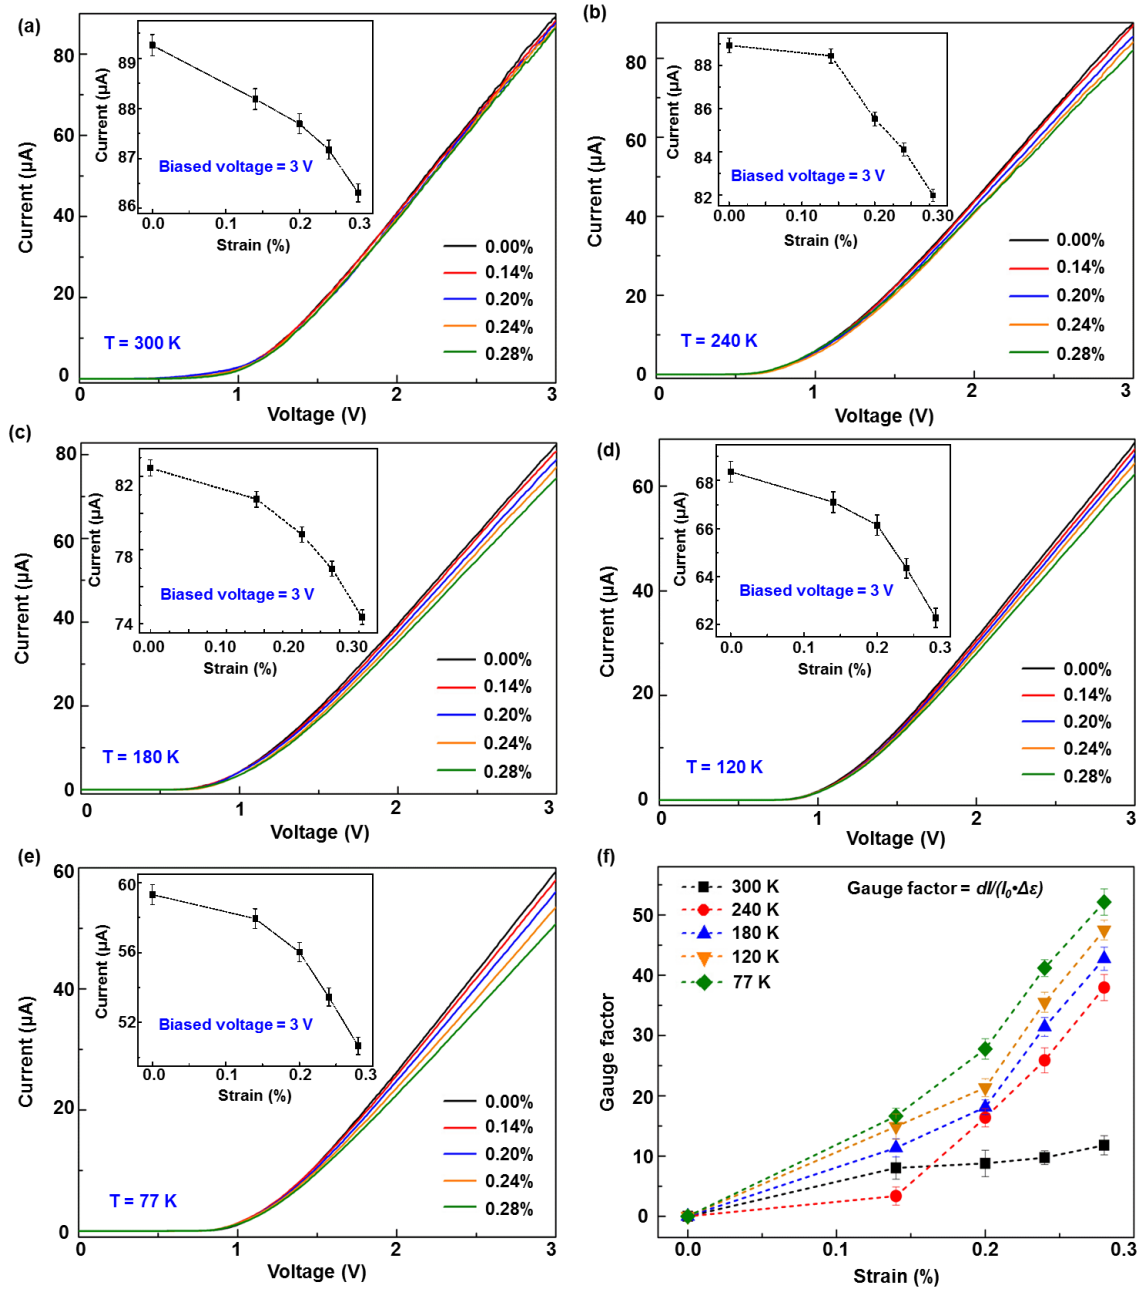 (a)
Current (µA)
80
60
40
20
0
0
1
2
3
Voltage (V)
Current (µA)
89
88
87
86
0.0
0.1
0.2
0.3
Strain (%)
Biased voltage = 3 V
0.00%
0.14%
0.20%
0.24%
0.28%
T = 300 K
(b)
Current (µA)
80
60
40
20
0
0
1
2
3
Voltage (V)
Current (µA)
88
86
84
82
0.00
0.10
0.20
0.30
Strain (%)
Biased voltage = 3 V
0.00%
0.14%
0.20%
0.24%
0.28%
T = 240 K
(c)
Current (µA)
80
60
40
20
0
0
1
2
3
Voltage (V)
Current (µA)
82
78
74
0.00
0.10
0.20
0.30
Strain (%)
Biased voltage = 3 V
0.00%
0.14%
0.20%
0.24%
0.28%
T = 180 K
(d)
Current (µA)
60
40
20
0
0
1
2
3
Voltage (V)
Current (µA)
68
66
64
62
0.0
0.1
0.2
0.3
Strain (%)
Biased voltage = 3 V
0.00%
0.14%
0.20%
0.24%
0.28%
T = 120 K
(e)
Current (µA)
60
40
20
0
0
1
2
3
Voltage (V)
Current (µA)
60
56
52
0.0
0.1
0.2
0.3
Strain (%)
Biased voltage = 3 V
0.00%
0.14%
0.20%
0.24%
0.28%
T = 77 K
(f)
Gauge factor
50
40
30
20
10
0
0.0
0.1
0.2
0.3
Strain (%)
300 K
240 K
180 K
120 K
77 K
Gauge factor = dI/(I₀•Δε)